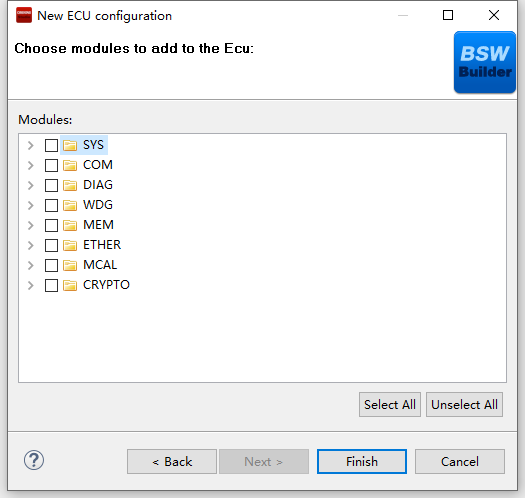 New ECU configuration
Choose modules to add to the Ecu:
BSW
Builder
Modules:
SYS
COM
DIAG
WDG
MEM
ETHER
MCAL
CRYPTO
Select All
Unselect All
?
< Back
Next >
Finish
Cancel